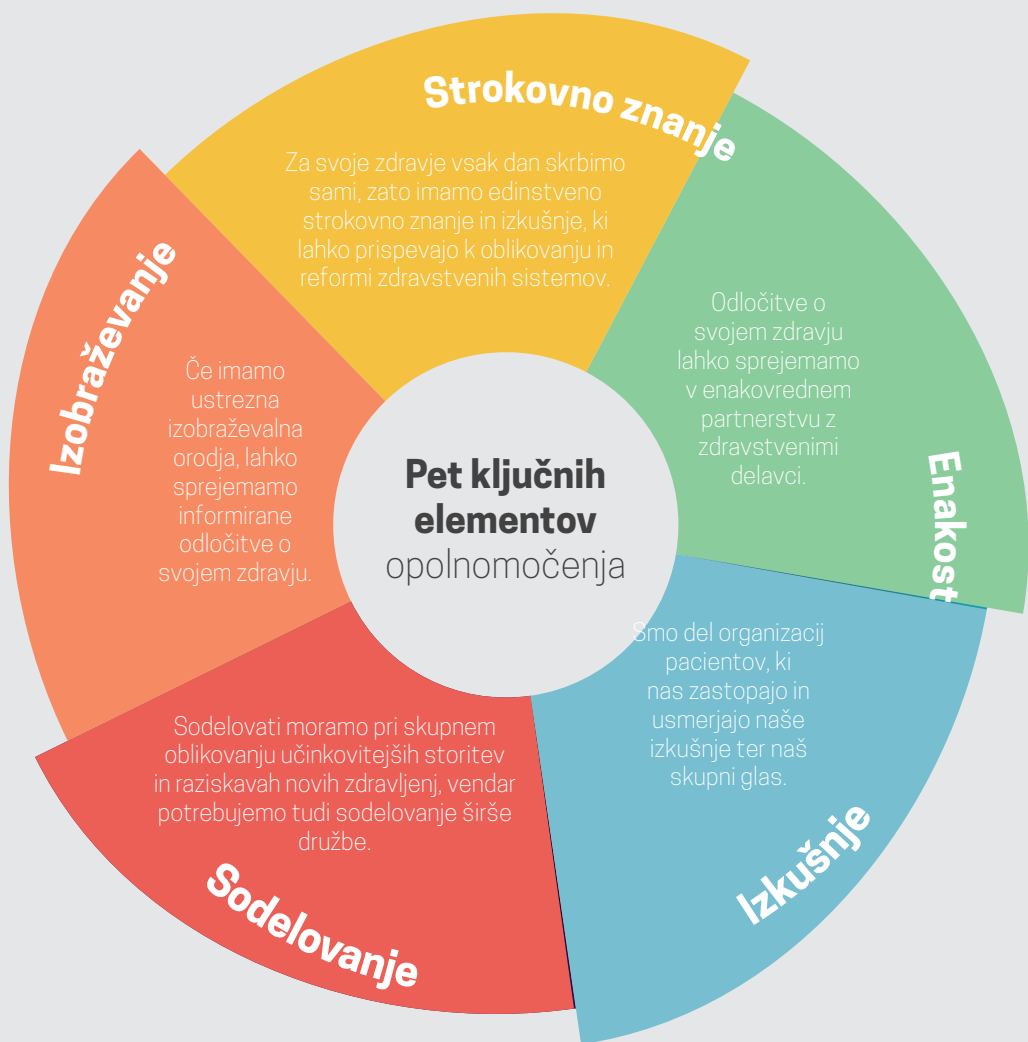 Pet ključnih
elementov
opolnomočenja
Strokovno znanje
Za svoje zdravje vsak dan skrbimo
sami, zato imamo edinstveno
strokovno znanje in izkušnje, ki
lahko prispevajo k oblikovanju in
reformi zdravstvenih sistemov.
Enakost
Odločitve o
svojem zdravju
lahko sprejemamo
v enakovrednem
partnerstvu z
zdravstvenimi
delavci.
Izkušnje
Smo del organizacij
pacientov, ki
nas zastopajo in
usmerjajo naše
izkušnje ter naš
skupni glas.
Sodelovanje
Sodelovati moramo pri skupnem
oblikovanju učinkovitejših storitev
in raziskavah novih zdravljenj, vendar
potrebujemo tudi sodelovanje širše
družbe.
Izobraževanje
Če imamo
ustrezna
izobraževalna
orodja, lahko
sprejemamo
informirane
odločitve o
svojem zdravju.